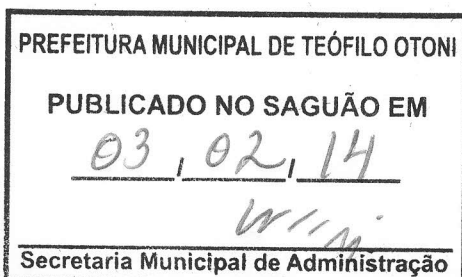 PREFEITURA MUNICIPAL DE TEÓFILO OTONI
PUBLICADO NO SAGUÃO EM
03, 02, 14
Secretaria Municipal de Administração